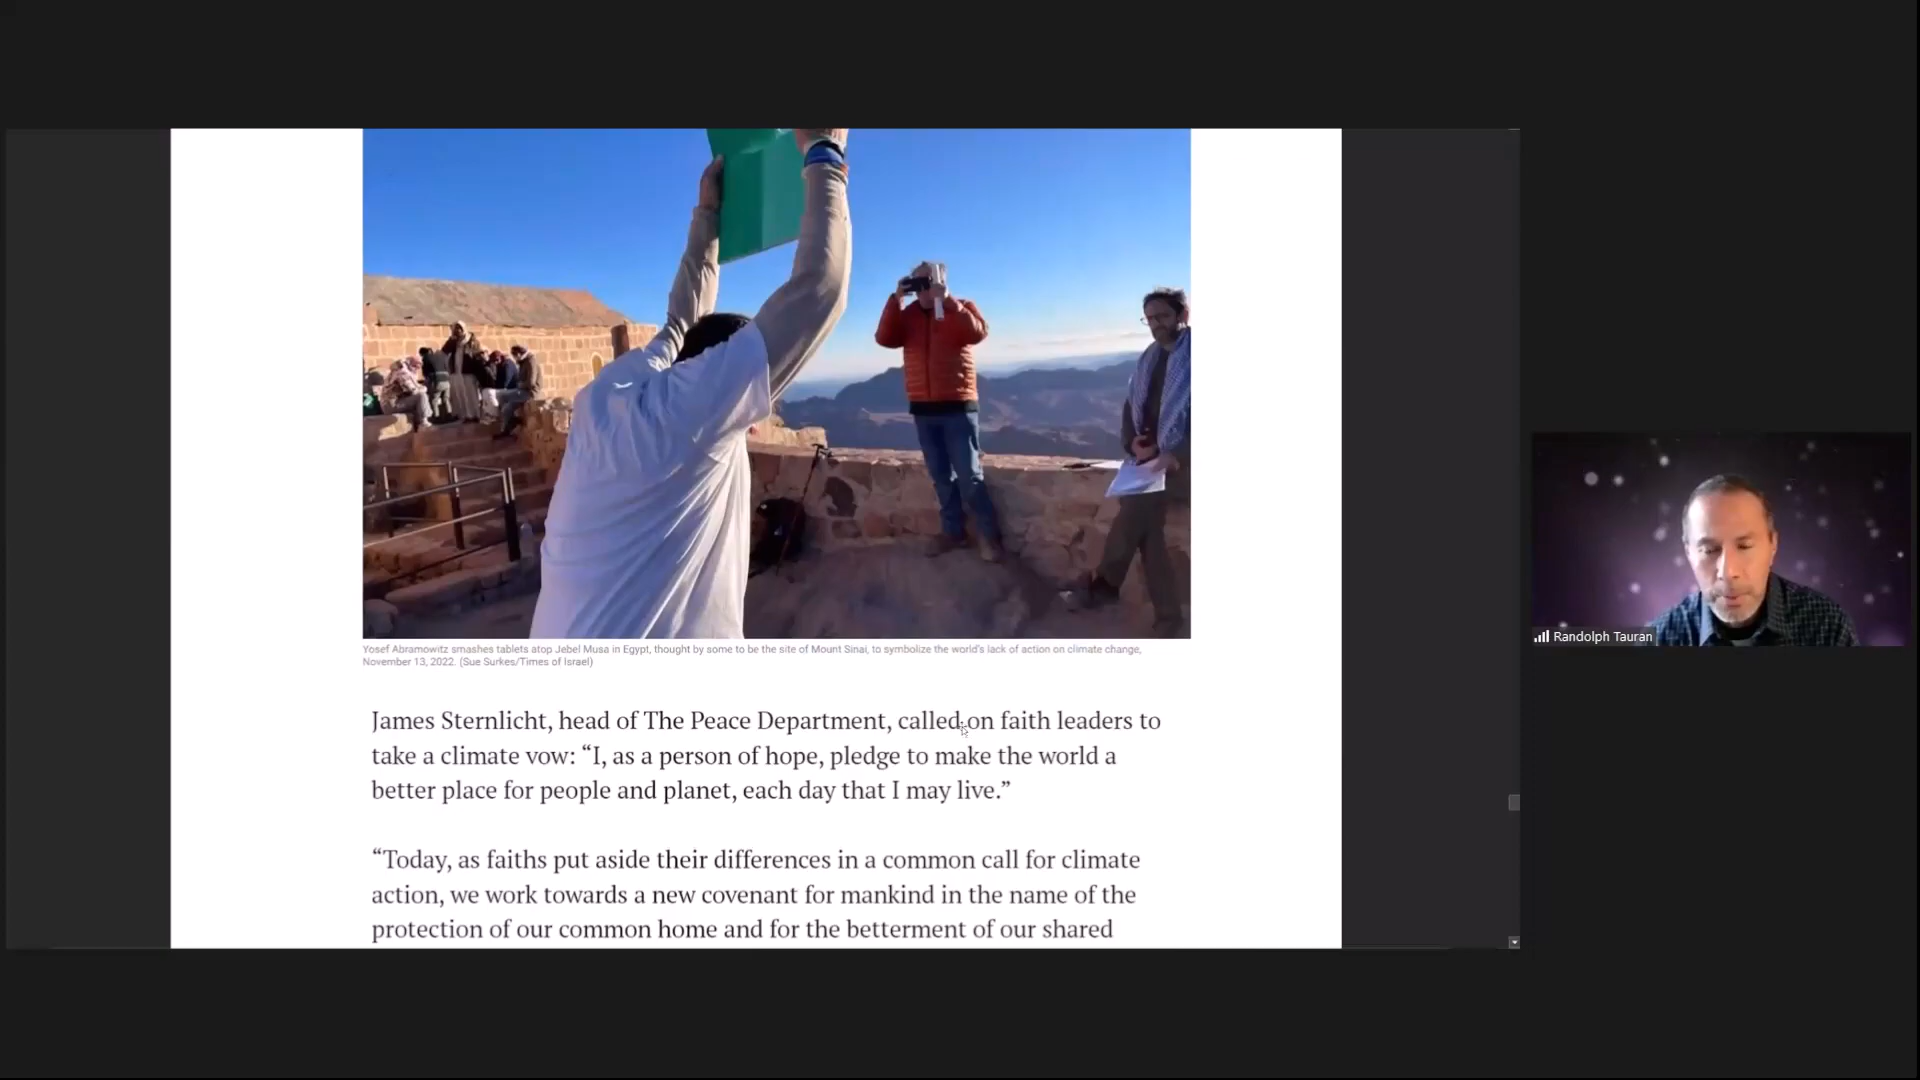 Yosef Abramowitz smashes tablets atop Jebel Musa in Egypt, thought by some to be the site of Mount Sinai, to symbolize the world's lack of action on climate change,
November 13, 2022. (Sue Surkes/Times of Israel)
James Sternlicht, head of The Peace Department, called on faith leaders to
take a climate vow: “I, as a person of hope, pledge to make the world a
better place for people and planet, each day that I may live.”
“Today, as faiths put aside their differences in a common call for climate
action, we work towards a new covenant for mankind in the name of the
protection of our common home and for the betterment of our shared
Randolph Tauran